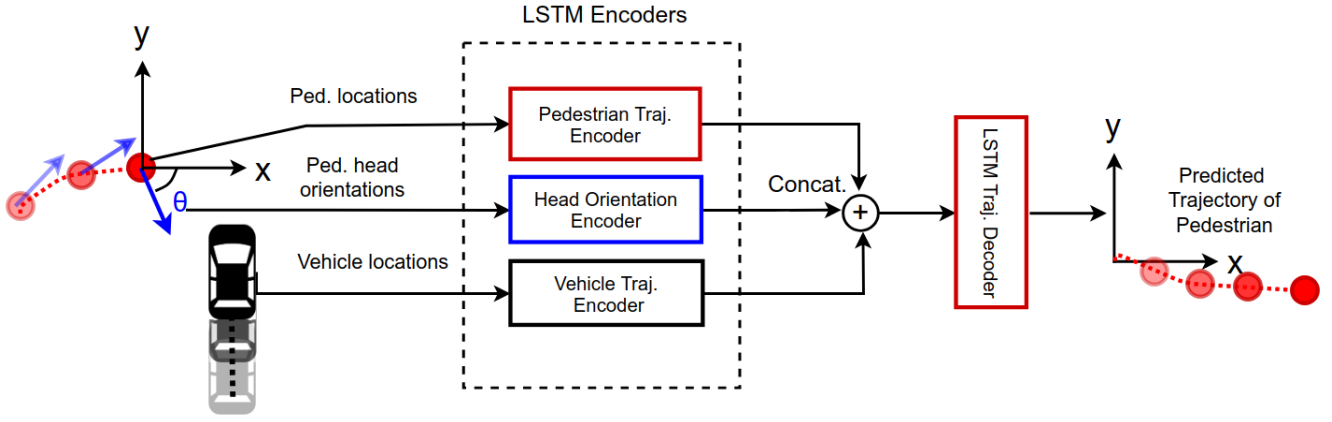 LSTM Encoders
y
x
θ
Ped. locations
Ped. head
orientations
Vehicle locations
Pedestrian Traj.
Encoder
Head Orientation
Encoder
Vehicle Traj.
Encoder
Concat.
+
LSTM Traj. Decoder
y
x
Predicted
Trajectory of
Pedestrian